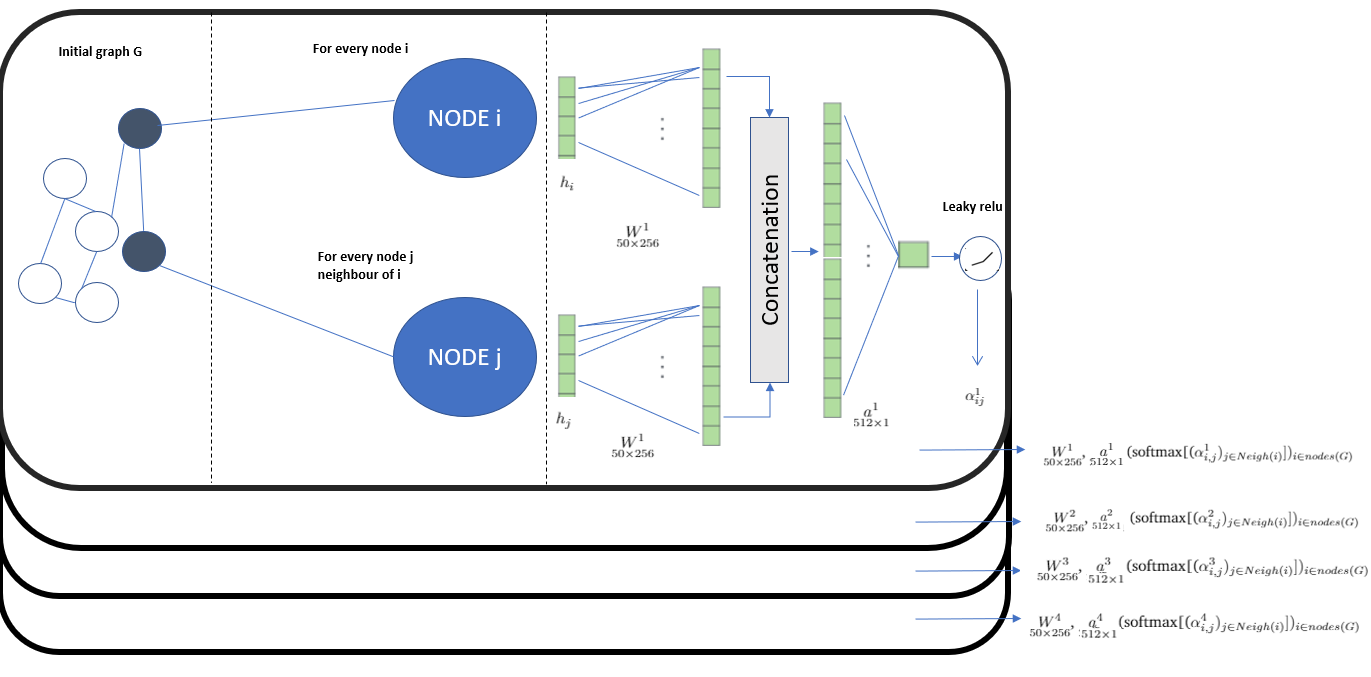 Initial graph G
For every node i
NODE i
h_i
W^1
50×256
For every node j
neighbour of i
NODE j
h_j
W^1
50×256
Concatenation
a^1
512×1
Leaky relu
α^1_{ij}
W^1, a^1 (softmax[(α^1_{i,j})_{j∈Neigh(i)}])_{i∈nodes(G)}
50×256 512×1
W^2, a^2 (softmax[(α^2_{i,j})_{j∈Neigh(i)}])_{i∈nodes(G)}
50×256 512×1
W^3, a^3 (softmax[(α^3_{i,j})_{j∈Neigh(i)}])_{i∈nodes(G)}
50×256 512×1
W^4, a^4 (softmax[(α^4_{i,j})_{j∈Neigh(i)}])_{i∈nodes(G)}
50×256 512×1